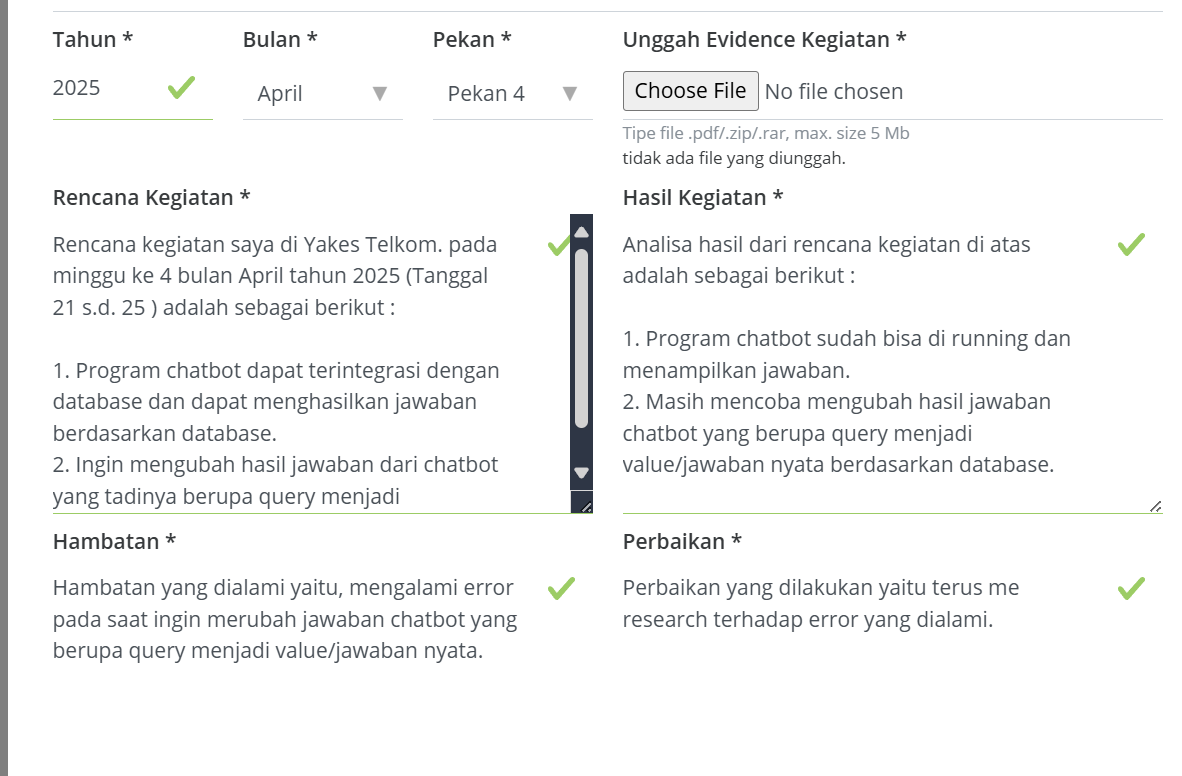 Tahun *
Bulan *
Pekan *
Unggah Evidence Kegiatan *
2025
April
Pekan 4
Choose File No file chosen
Tipe file .pdf/.zip/.rar, max. size 5 Mb
tidak ada file yang diunggah.
Rencana Kegiatan *
Rencana kegiatan saya di Yakes Telkom. pada
minggu ke 4 bulan April tahun 2025 (Tanggal
21 s.d. 25 ) adalah sebagai berikut :
1. Program chatbot dapat terintegrasi dengan
database dan dapat menghasilkan jawaban
berdasarkan database.
2. Ingin mengubah hasil jawaban dari chatbot
yang tadinya berupa query menjadi
Hasil Kegiatan *
Analisa hasil dari rencana kegiatan di atas
adalah sebagai berikut :
1. Program chatbot sudah bisa di running dan
menampilkan jawaban.
2. Masih mencoba mengubah hasil jawaban
chatbot yang berupa query menjadi
value/jawaban nyata berdasarkan database.
Hambatan *
Hambatan yang dialami yaitu, mengalami error
pada saat ingin merubah jawaban chatbot yang
berupa query menjadi value/jawaban nyata.
Perbaikan *
Perbaikan yang dilakukan yaitu terus me
research terhadap error yang dialami.